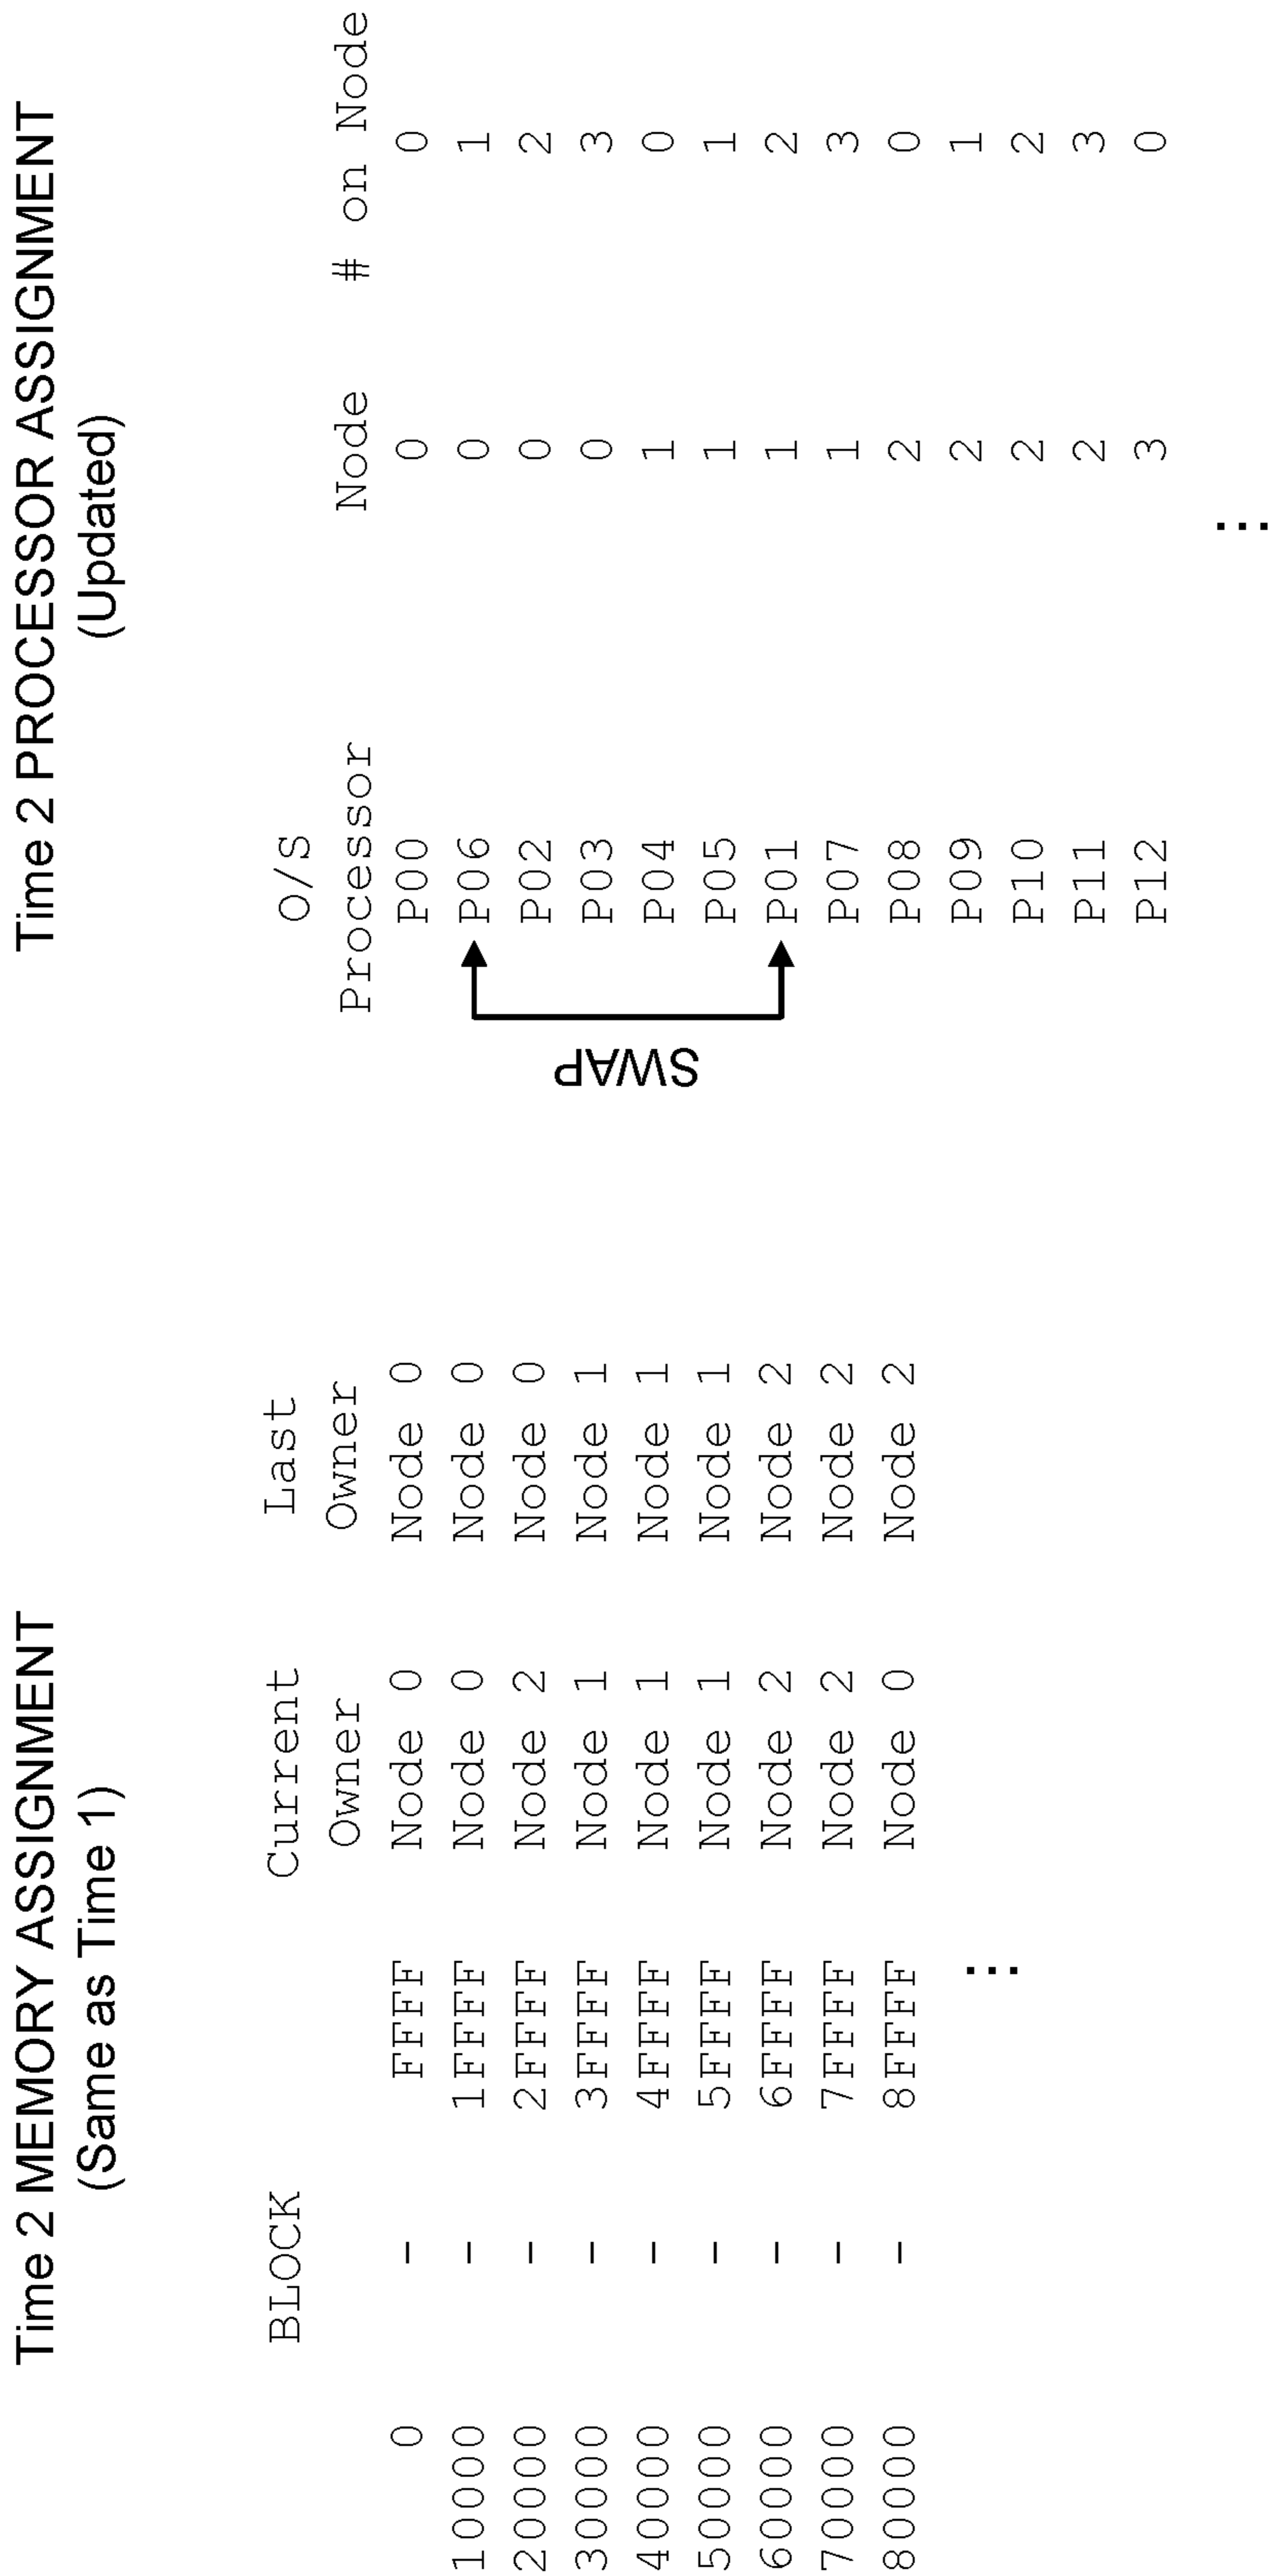 Time 2 MEMORY ASSIGNMENT
(Same as Time 1)
BLOCK Current Last
Owner Owner
0 - FFFF Node 0 Node 0
10000 - 1FFFF Node 0 Node 0
20000 - 2FFFF Node 2 Node 0
30000 - 3FFFF Node 1 Node 1
40000 - 4FFFF Node 1 Node 1
50000 - 5FFFF Node 1 Node 1
60000 - 6FFFF Node 2 Node 2
70000 - 7FFFF Node 2 Node 2
80000 - 8FFFF Node 0 Node 2
...
Time 2 PROCESSOR ASSIGNMENT
(Updated)
O/S
Processor Node # on Node
P00 0 0
P06 0 1
P02 0 2
P03 0 3
P04 1 0
P05 1 1
P01 1 2
P07 1 3
P08 2 0
P09 2 1
P10 2 2
P11 2 3
P12 3 0
...
SWAP